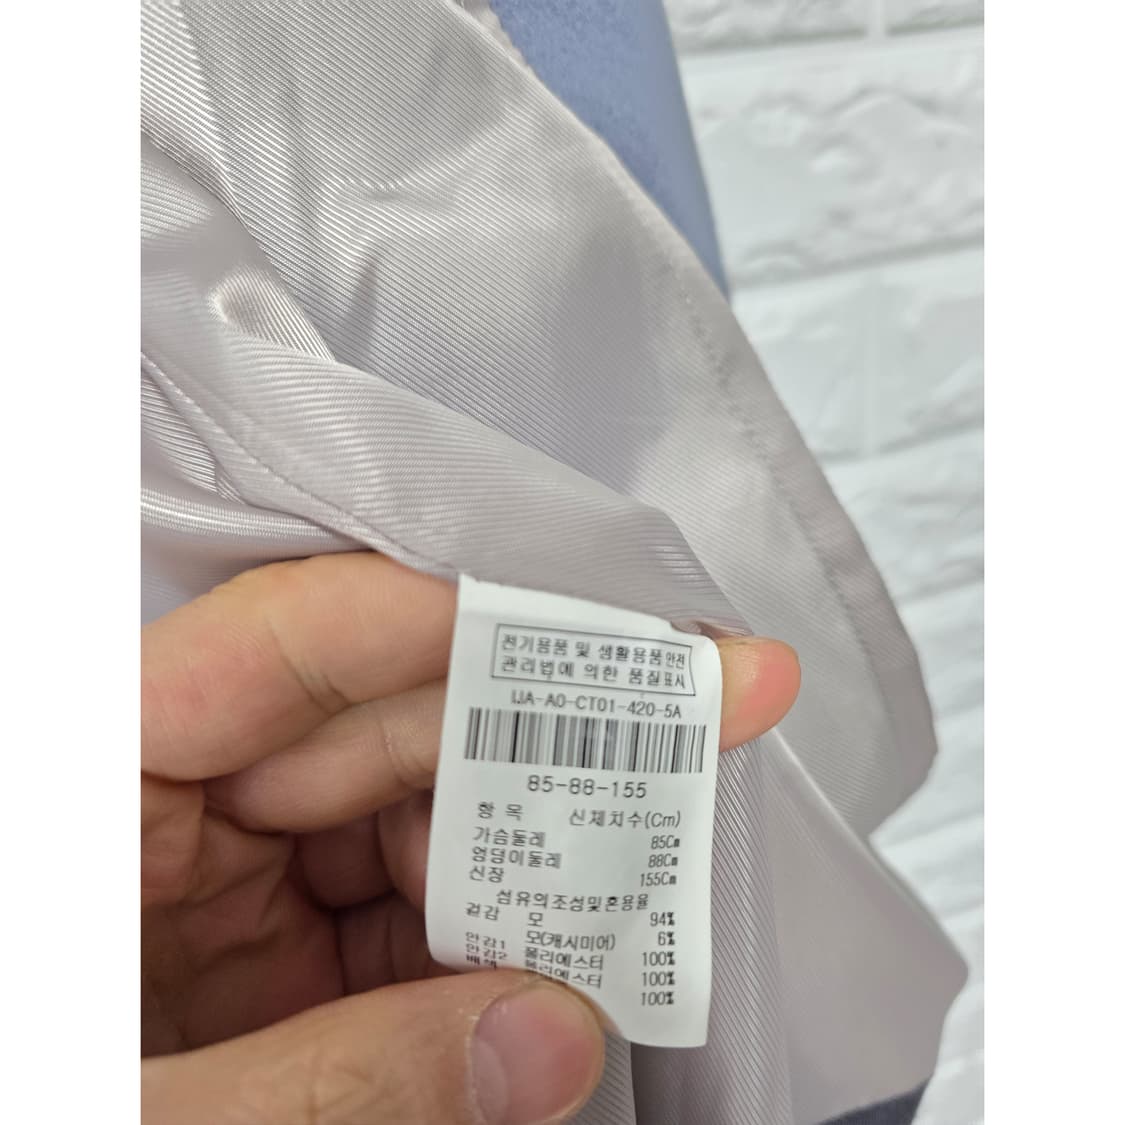 전기용품 및 생활용품안전
관리법에 의한 품질표시
IJA-A0-CT01-420-5A
85-88-155
항 목 신체치수(Cm)
가슴둘레 85Cm
엉덩이둘레 88Cm
신장 155Cm
섬유의조성및혼용율
겉감 모 94%
모(캐시미어) 6%
안감1 폴리에스터 100%
안감2 폴리에스터 100%
배색 100%